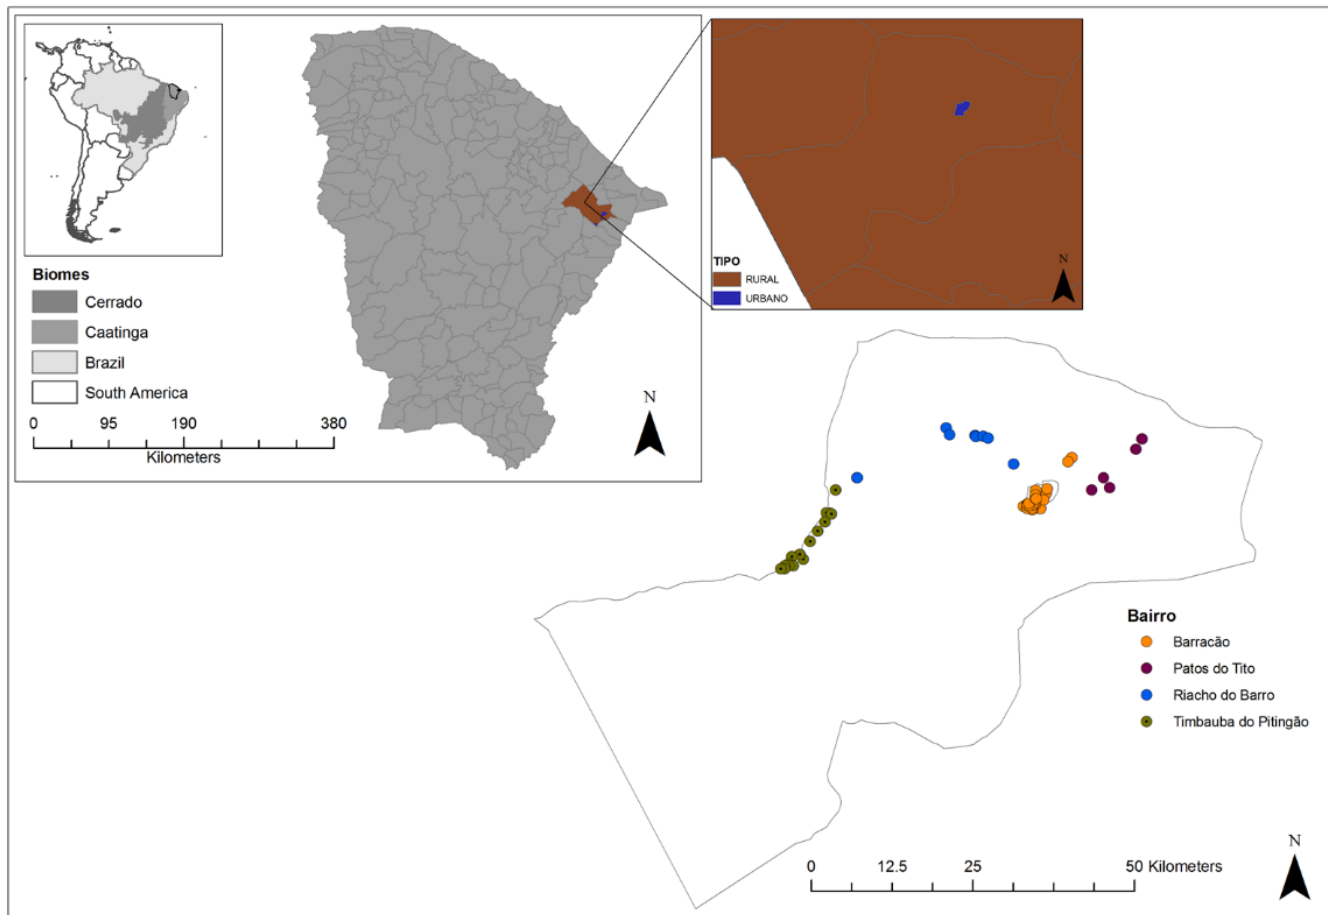 Biomes
Cerrado
Caatinga
Brazil
South America
0 95 190 380
Kilometers
N
TIPO
RURAL
URBANO
N
Bairro
Barracão
Patos do Tito
Riacho do Barro
Timbauba do Pitingão
0 12.5 25 50 Kilometers
N